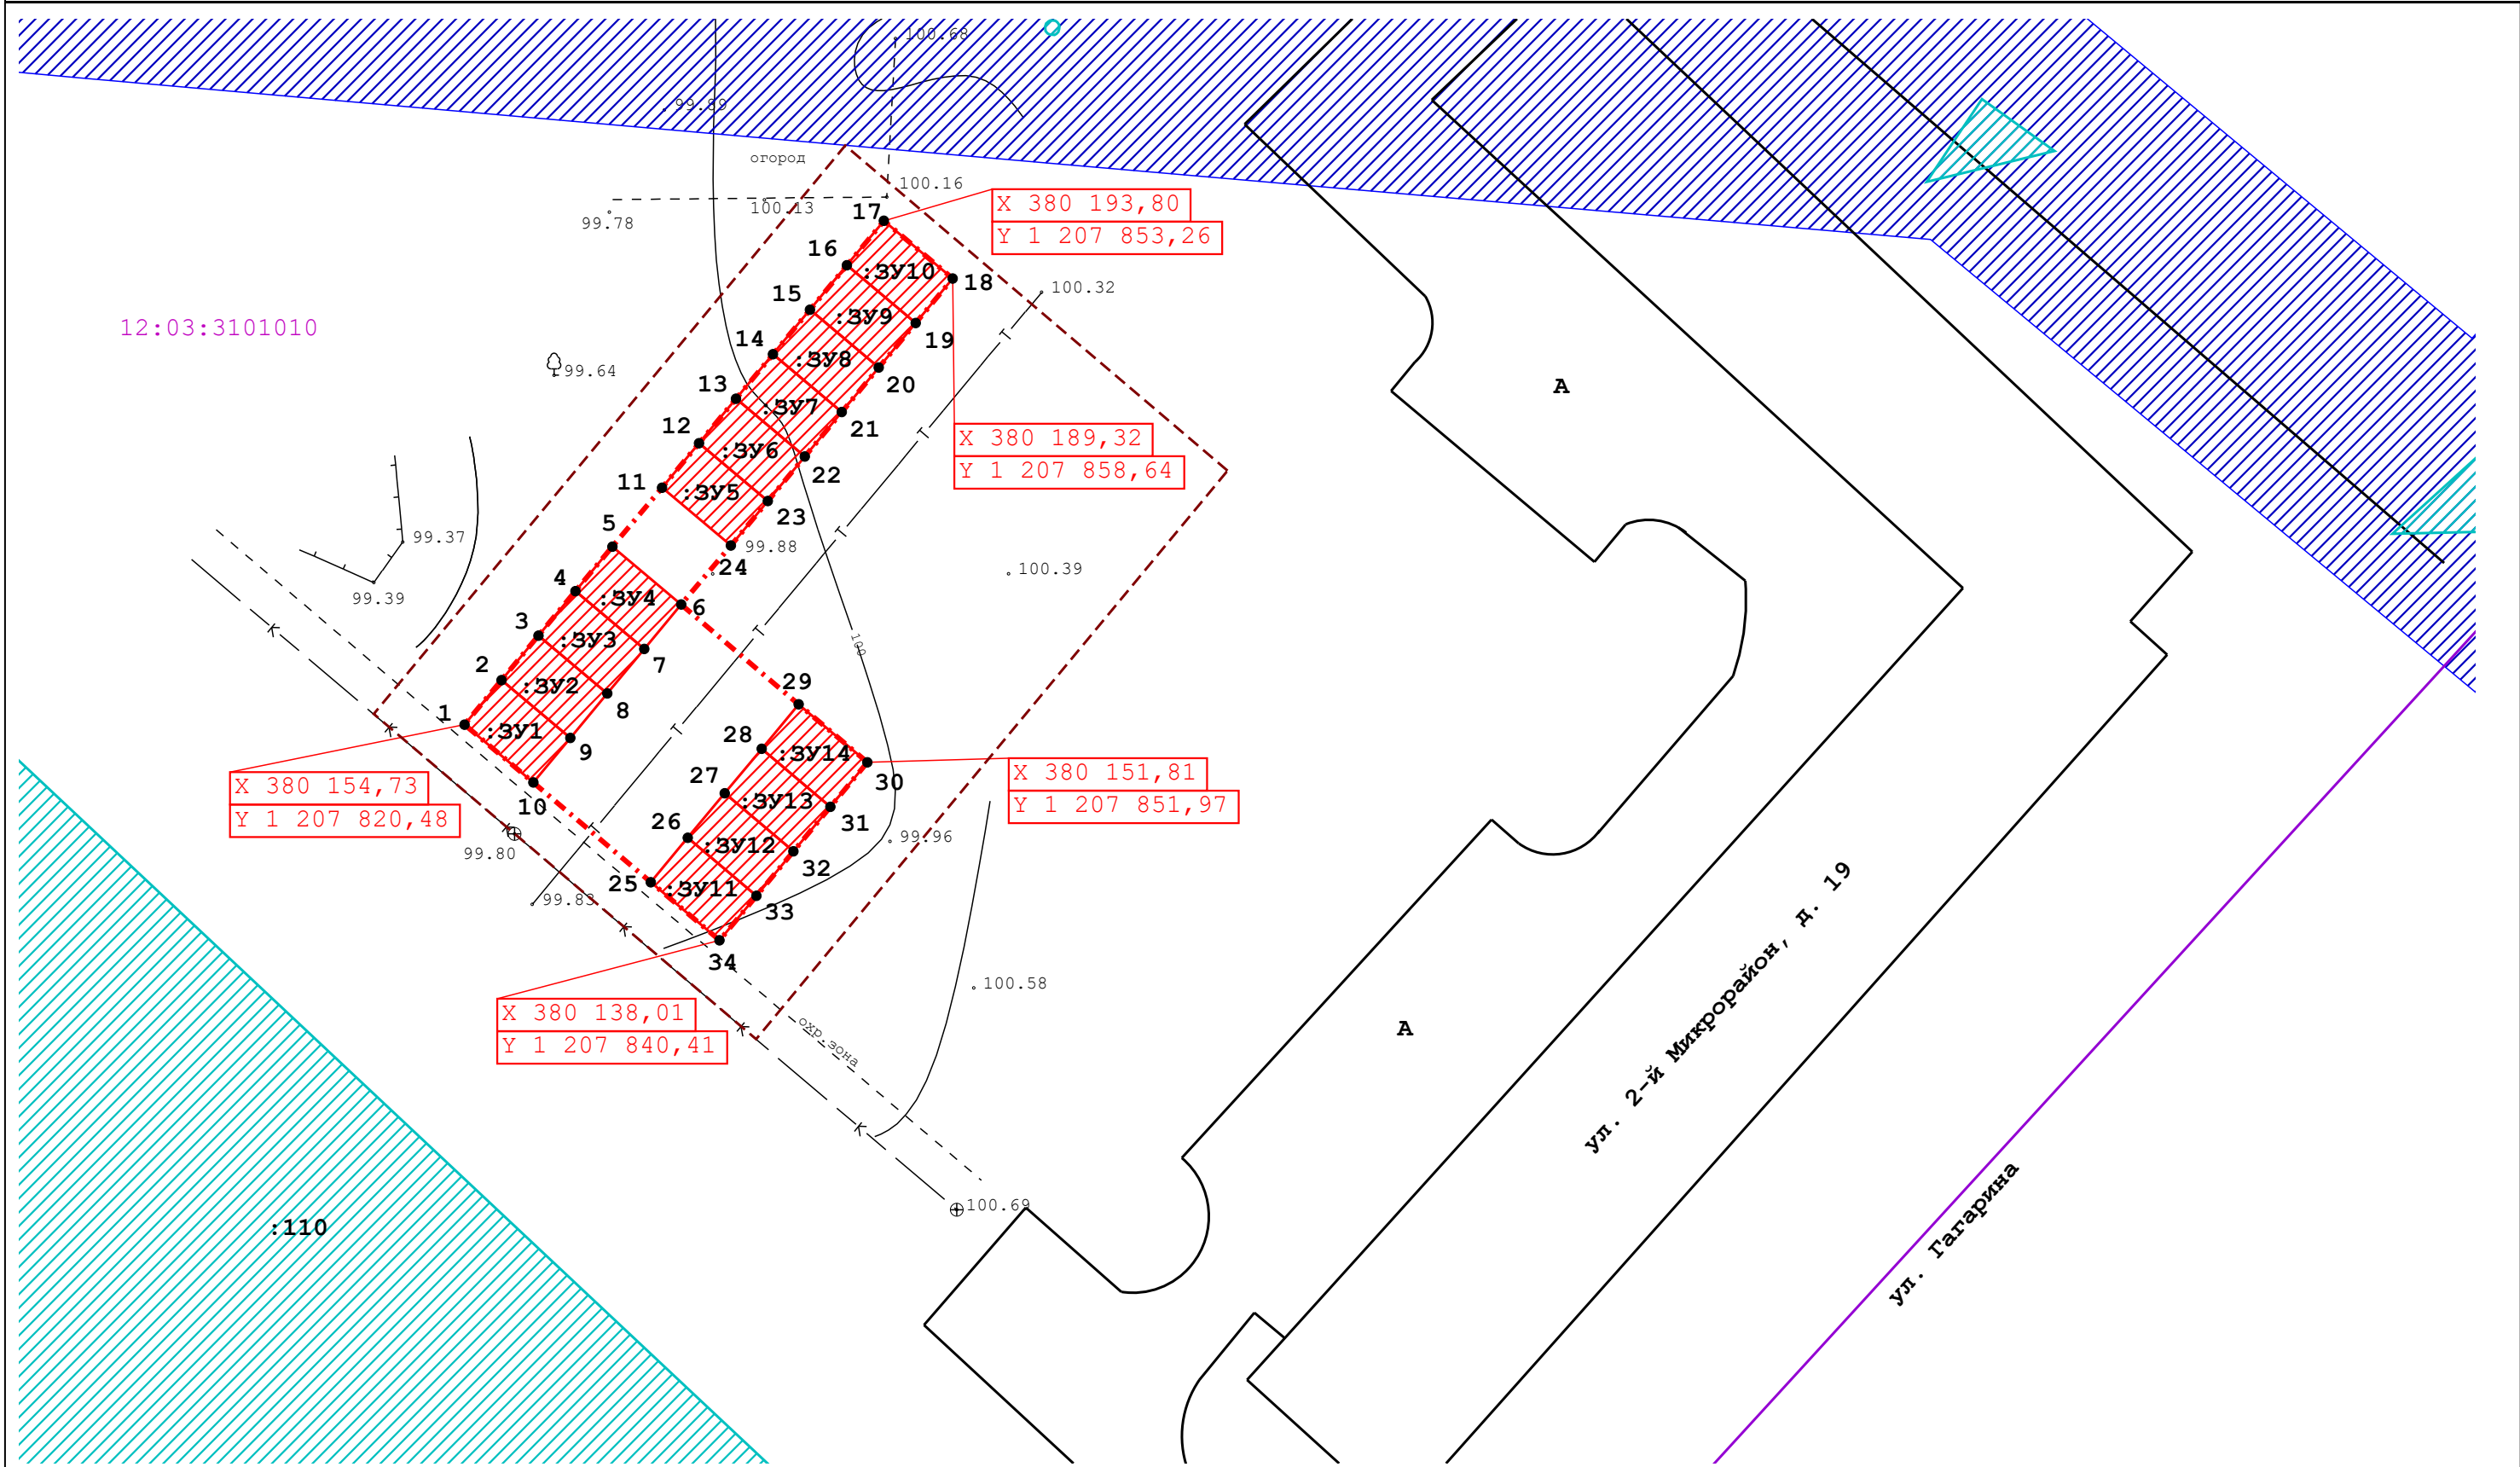 100.68
99.89
огород
100.16
100.13
99.78
17
X 380 193,80
Y 1 207 853,26
16
:ЗУ10
18
100.32
15
:ЗУ9
19
12:03:3101010
14
:ЗУ8
20
99.64
13
:ЗУ7
21
А
12
:ЗУ6
22
X 380 189,32
Y 1 207 858,64
11
:ЗУ5
23
5
99.88
24
99.37
100.39
4
:ЗУ4
6
99.39
3
:ЗУ3
7
100
2
:ЗУ2
8
29
1
:ЗУ1
9
28
:ЗУ14
30
X 380 154,73
Y 1 207 820,48
10
27
:ЗУ13
31
X 380 151,81
Y 1 207 851,97
26
:ЗУ12
32
99.96
99.80
25
:ЗУ11
33
99.83
34
100.58
X 380 138,01
Y 1 207 840,41
охр.зона
А
ул. 2-й Микрорайон, д. 19
ул. Гагарина
100.69
:110
К
К
К
К
К
К
Т
Т
Т
Т
Т
Т